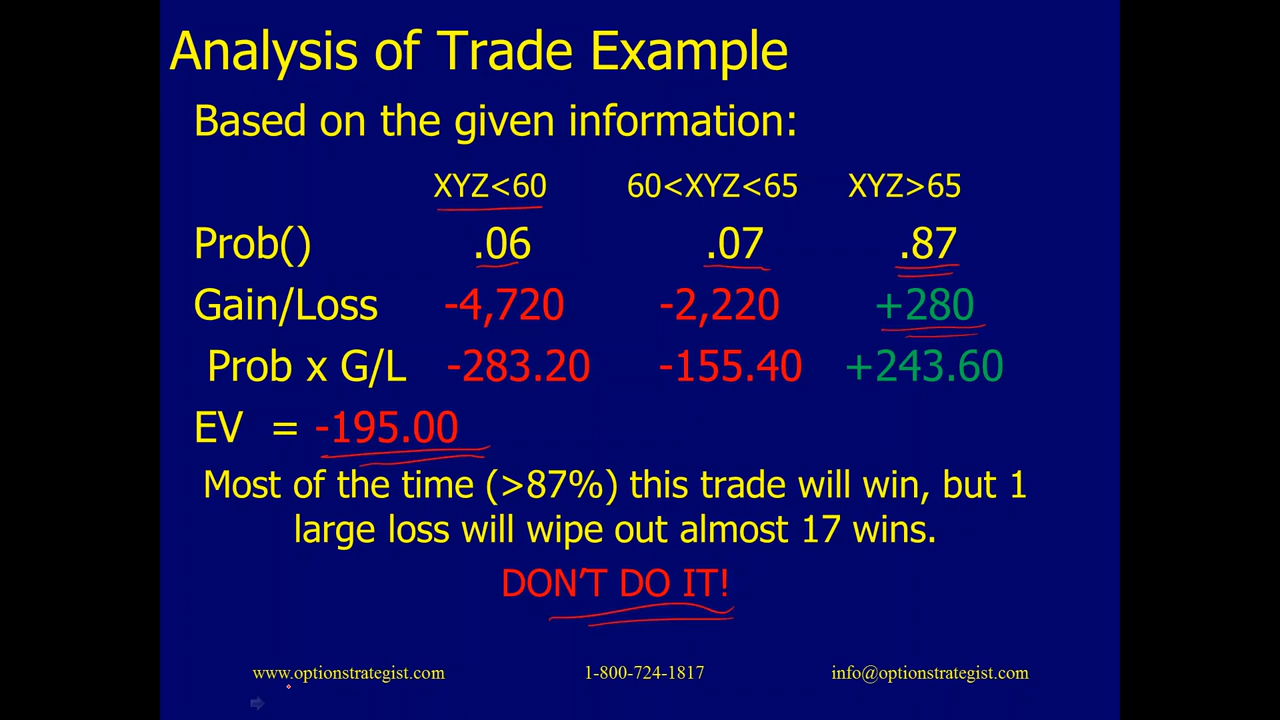 Analysis of Trade Example
Based on the given information:
XYZ<60 60<XYZ<65 XYZ>65
Prob() .06 .07 .87
Gain/Loss -4,720 -2,220 +280
Prob x G/L -283.20 -155.40 +243.60
EV = -195.00
Most of the time (>87%) this trade will win, but 1
large loss will wipe out almost 17 wins.
DON'T DO IT!
www.optionstrategist.com 1-800-724-1817 info@optionstrategist.com